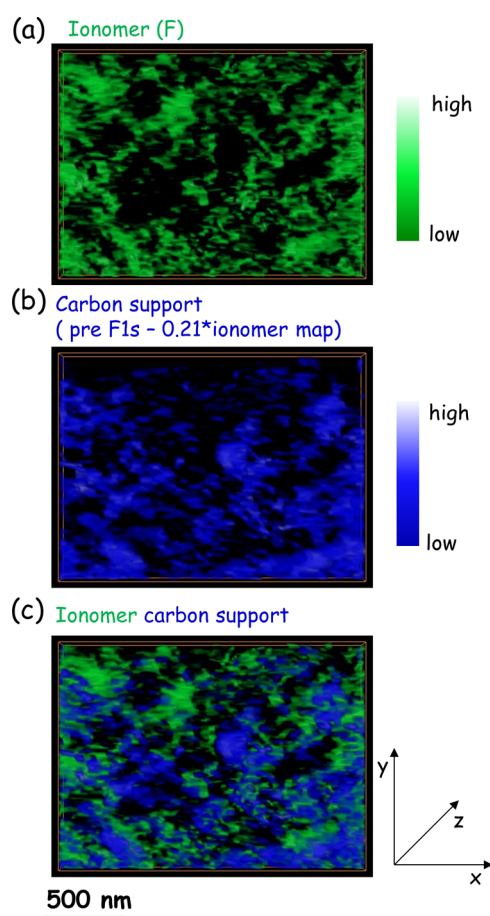 (a) Ionomer (F)
high
low
(b) Carbon support
( pre F1s – 0.21*ionomer map)
high
low
(c) Ionomer carbon support
y
z
x
500 nm